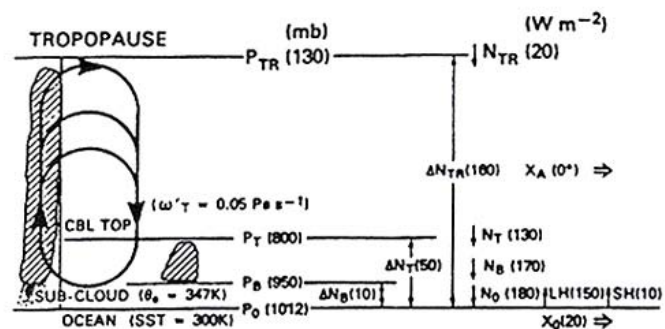 (mb) (W m⁻²)
TROPOPAUSE P_TR (130) N_TR (20)
ΔN_TR(160) X_A (0*) ⇒
(ω'_T = 0.05 Pa s⁻¹)
CBL TOP P_T (800) N_T (130)
ΔN_T(50)
P_B (950) N_B (170)
SUB-CLOUD (θ_e = 347K) ΔN_B(10) N_0 (180) LH(150) SH(10)
P_0 (1012)
OCEAN (SST = 300K) X_0(20) ⇒